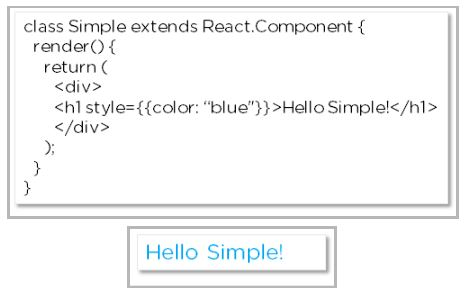 class Simple extends React.Component {
render() {
return (
<div>
<h1 style={{color: “blue”}}>Hello Simple!</h1>
</div>
);
}
}
Hello Simple!